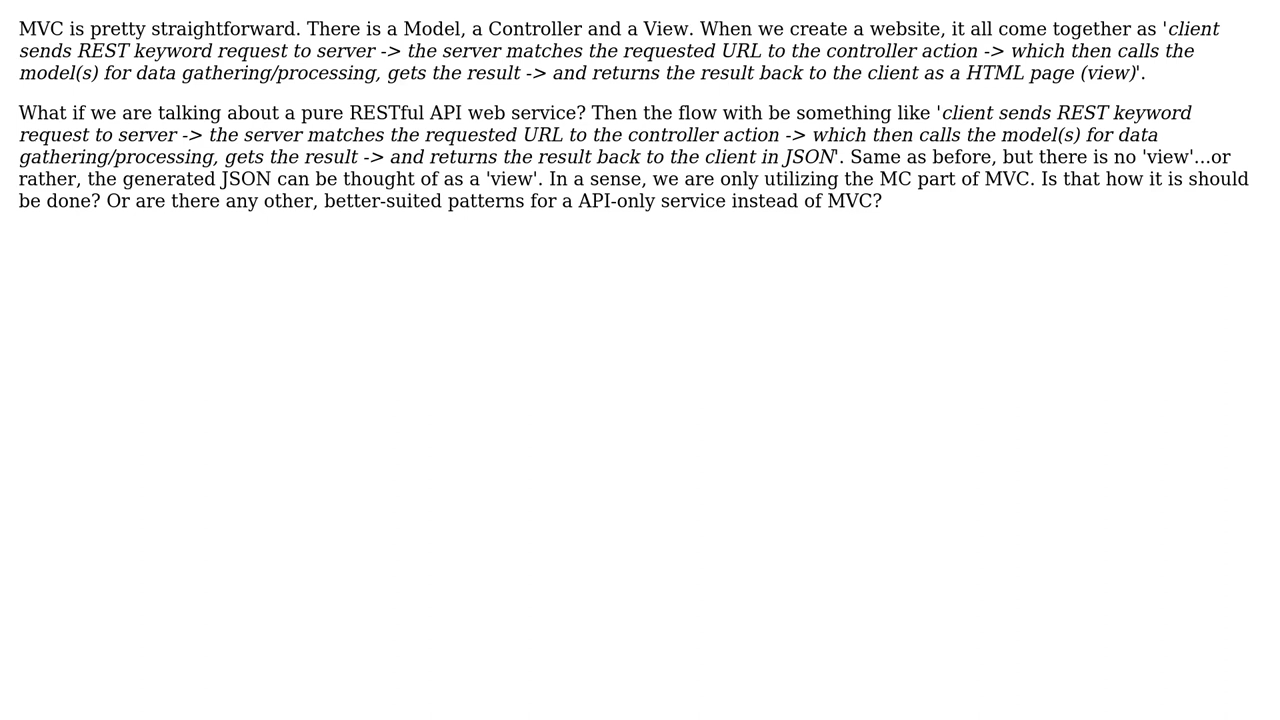 MVC is pretty straightforward. There is a Model, a Controller and a View. When we create a website, it all come together as 'client
sends REST keyword request to server -> the server matches the requested URL to the controller action -> which then calls the
model(s) for data gathering/processing, gets the result -> and returns the result back to the client as a HTML page (view)'.
What if we are talking about a pure RESTful API web service? Then the flow with be something like 'client sends REST keyword
request to server -> the server matches the requested URL to the controller action -> which then calls the model(s) for data
gathering/processing, gets the result -> and returns the result back to the client in JSON'. Same as before, but there is no 'view'...or
rather, the generated JSON can be thought of as a 'view'. In a sense, we are only utilizing the MC part of MVC. Is that how it is should
be done? Or are there any other, better-suited patterns for a API-only service instead of MVC?